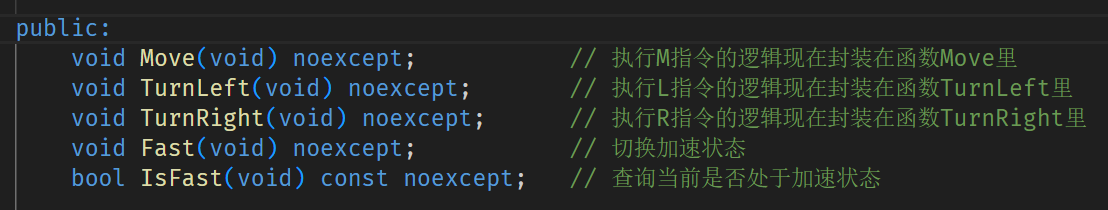 public:
void Move(void) noexcept; // 执行M指令的逻辑现在封装在函数Move里
void TurnLeft(void) noexcept; // 执行L指令的逻辑现在封装在函数TurnLeft里
void TurnRight(void) noexcept; // 执行R指令的逻辑现在封装在函数TurnRight里
void Fast(void) noexcept; // 切换加速状态
bool IsFast(void) const noexcept; // 查询当前是否处于加速状态